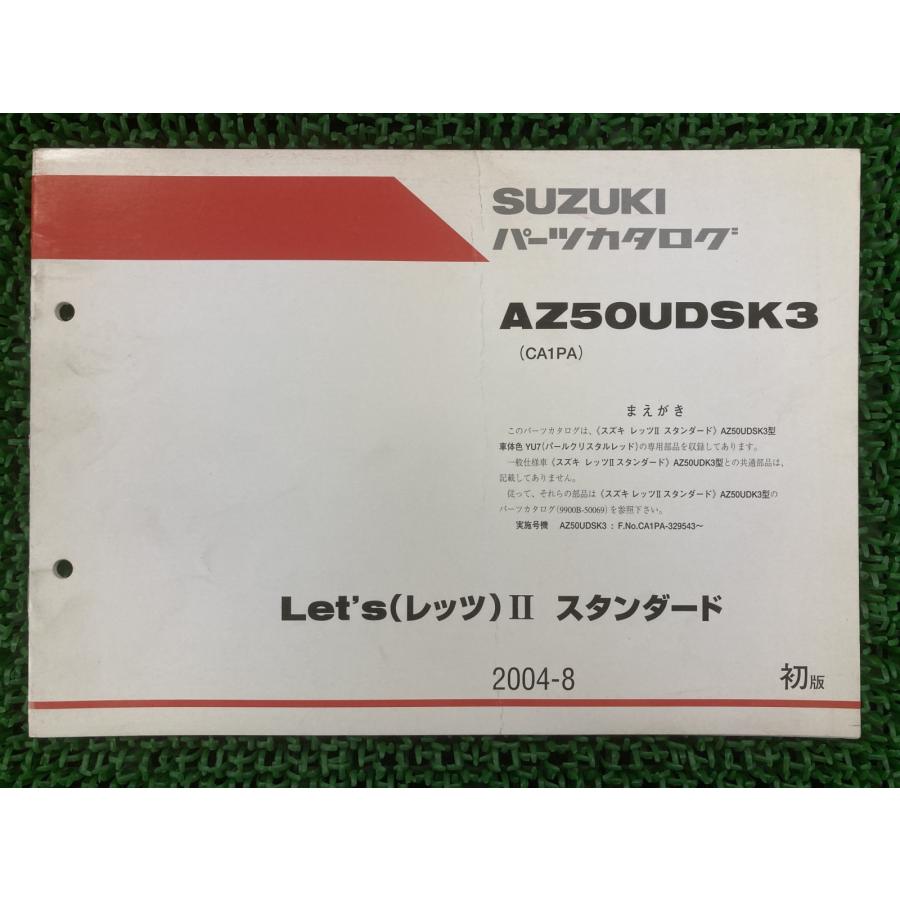 SUZUKI
パーツカタログ
AZ50UDSK3
(CA1PA)
まえがき
このパーツカタログは、《スズキ レッツII スタンダード》AZ50UDSK3型
車体色 YU7(パールクリスタルレッド)の専用部品を収録してあります。
一般仕様車《スズキ レッツII スタンダード》AZ50UDK3型との共通部品は、
記載してありません。
従って、それらの部品は《スズキ レッツII スタンダード》AZ50UDK3型の
パーツカタログ(9900B-50069)を参照下さい。
実施号機 AZ50UDSK3 : F.No.CA1PA-329543〜
Let's(レッツ)II スタンダード
2004-8 初版